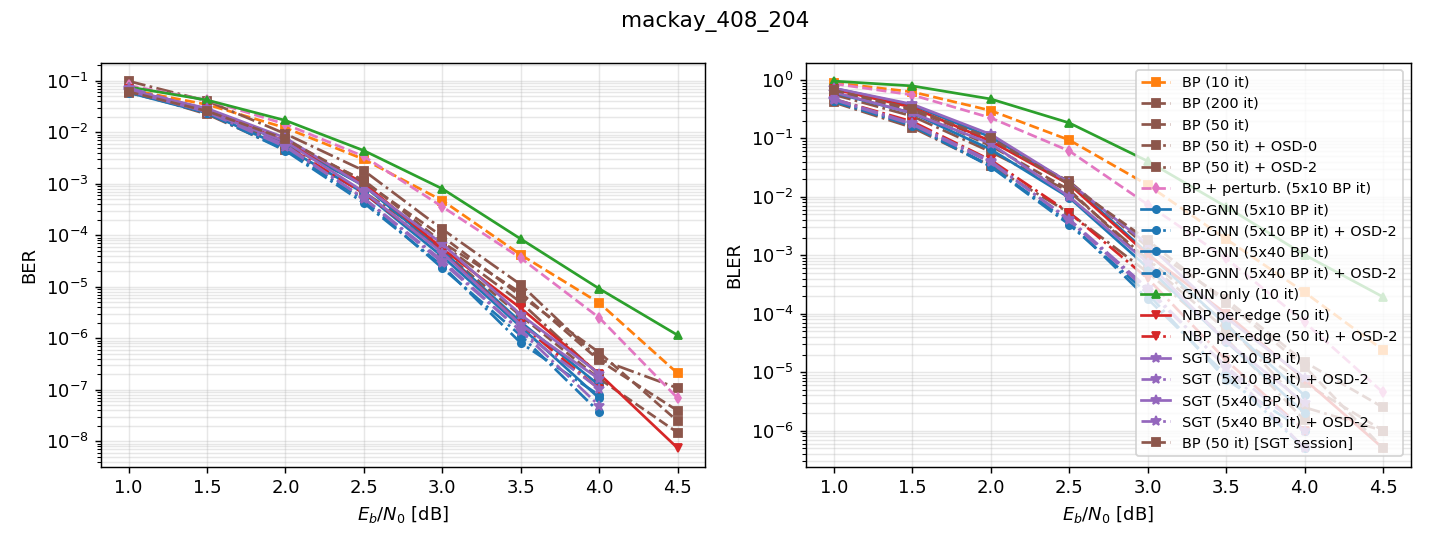 mackay_408_204
BER
10⁻¹
10⁻²
10⁻³
10⁻⁴
10⁻⁵
10⁻⁶
10⁻⁷
10⁻⁸
1.0 1.5 2.0 2.5 3.0 3.5 4.0 4.5
E_b/N_0 [dB]
BLER
10⁰
10⁻¹
10⁻²
10⁻³
10⁻⁴
10⁻⁵
10⁻⁶
1.0 1.5 2.0 2.5 3.0 3.5 4.0 4.5
E_b/N_0 [dB]
BP (10 it)
BP (200 it)
BP (50 it)
BP (50 it) + OSD-0
BP (50 it) + OSD-2
BP + perturb. (5x10 BP it)
BP-GNN (5x10 BP it)
BP-GNN (5x10 BP it) + OSD-2
BP-GNN (5x40 BP it)
BP-GNN (5x40 BP it) + OSD-2
GNN only (10 it)
NBP per-edge (50 it)
NBP per-edge (50 it) + OSD-2
SGT (5x10 BP it)
SGT (5x10 BP it) + OSD-2
SGT (5x40 BP it)
SGT (5x40 BP it) + OSD-2
BP (50 it) [SGT session]